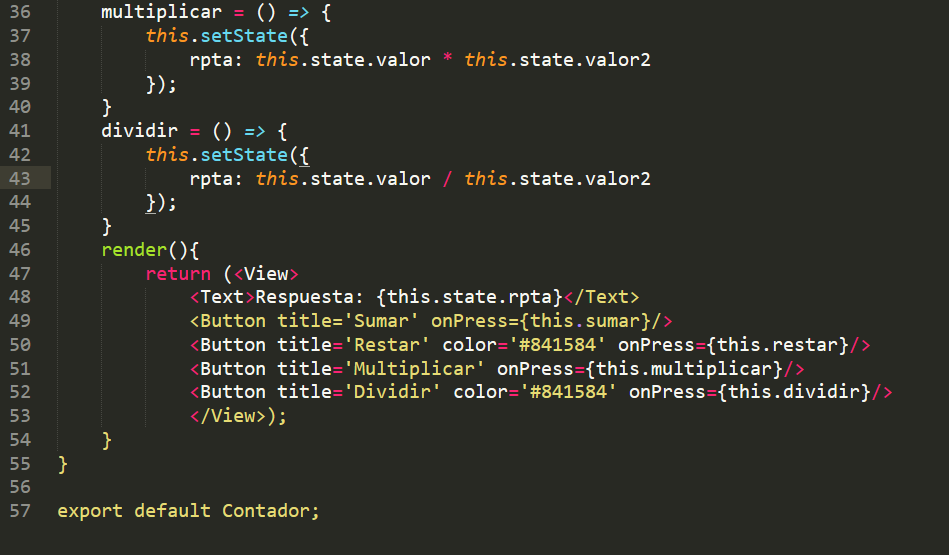 36 multiplicar = () => {
37 this.setState({
38 rpta: this.state.valor * this.state.valor2
39 });
40 }
41 dividir = () => {
42 this.setState({
43 rpta: this.state.valor / this.state.valor2
44 });
45 }
46 render(){
47 return (<View>
48 <Text>Respuesta: {this.state.rpta}</Text>
49 <Button title='Sumar' onPress={this.sumar}/>
50 <Button title='Restar' color='#841584' onPress={this.restar}/>
51 <Button title='Multiplicar' onPress={this.multiplicar}/>
52 <Button title='Dividir' color='#841584' onPress={this.dividir}/>
53 </View>);
54 }
55 }
56
57 export default Contador;